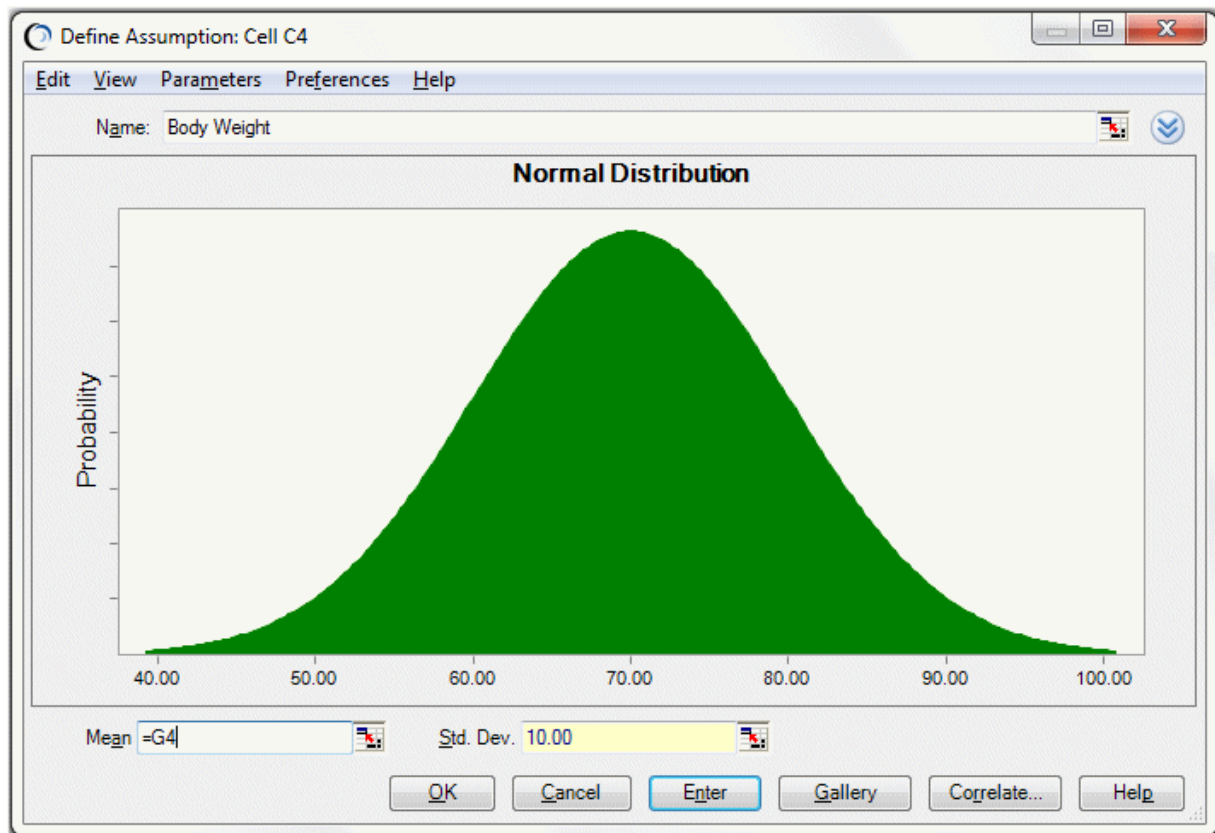 Define Assumption: Cell C4
Edit View Parameters Preferences Help
Name: Body Weight
Normal Distribution
Probability
40.00 50.00 60.00 70.00 80.00 90.00 100.00
Mean =G4 Std. Dev. 10.00
OK Cancel Enter Gallery Correlate... Help